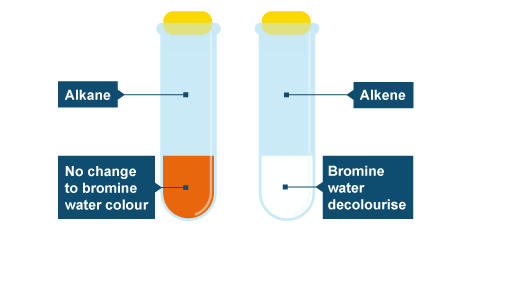 Alkane
Alkene
No change
to bromine
water colour
Bromine
water
decolourise